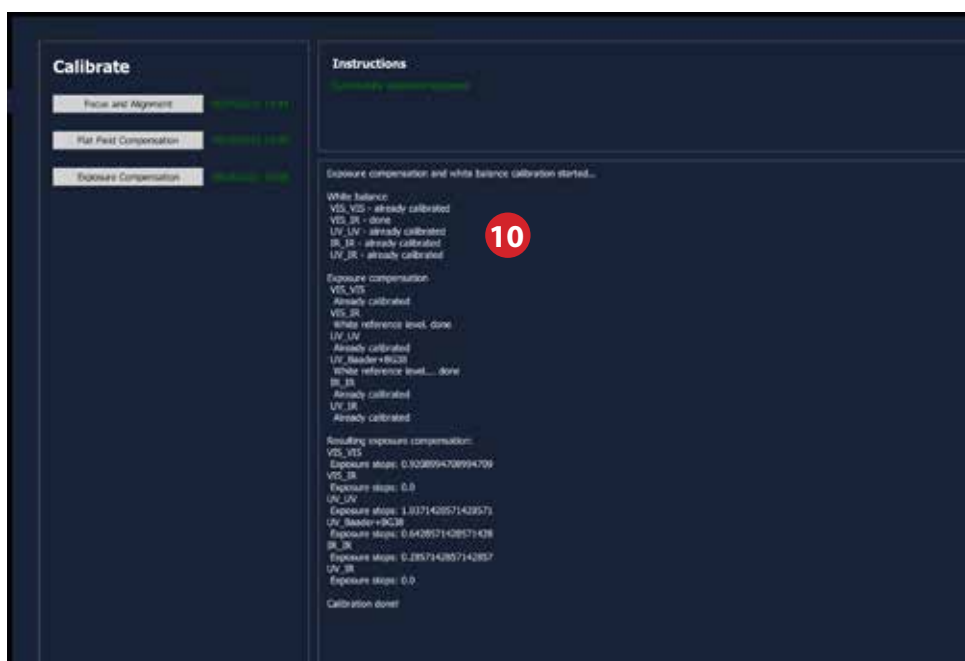 Calibrate
Focus and Alignment
Flat Field Compensation
Exposure Compensation
Instructions
Exposure compensation and white balance calibration started...
White balance
VIS_VIS - already calibrated
VIS_IR - done
UV_UV - already calibrated
IR_IR - already calibrated
UV_IR - already calibrated
10
Exposure compensation
VIS_VIS
Already calibrated
VIS_IR
White reference level. done
UV_UV
Already calibrated
UV_Baader+BG38
White reference level.... done
IR_IR
Already calibrated
UV_IR
Already calibrated
Resulting exposure compensation:
VIS_VIS
Exposure stops: 0.9208994708994709
VIS_IR
Exposure stops: 0.0
UV_UV
Exposure stops: 1.0371428571428571
UV_Baader+BG38
Exposure stops: 0.6428571428571428
IR_IR
Exposure stops: 0.2857142857142857
UV_IR
Exposure stops: 0.0
Calibration done!